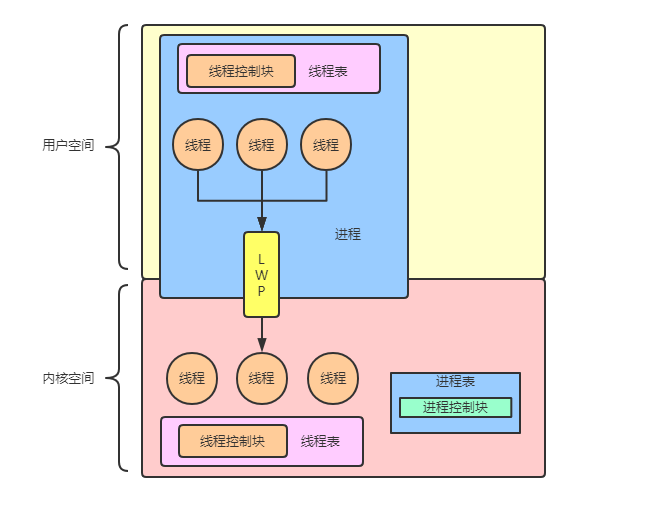 线程控制块 线程表
线程 线程 线程
用户空间
进程
L
W
P
线程 线程 线程
内核空间
进程表
进程控制块
线程控制块 线程表